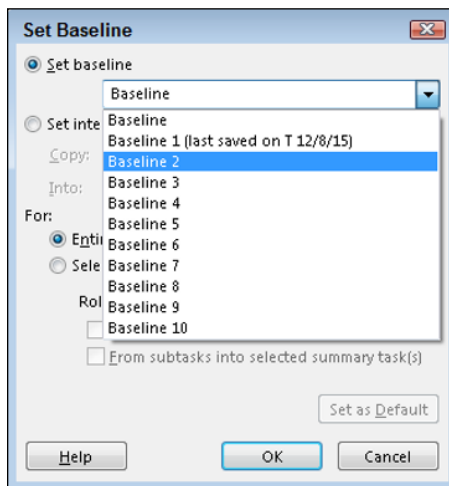 Set Baseline
Set baseline
Baseline
Baseline
Set inte
Baseline 1 (last saved on T 12/8/15)
Copy:
Baseline 2
Into:
Baseline 3
Baseline 4
For:
Baseline 5
Enti
Baseline 6
Sele
Baseline 7
Baseline 8
Rol
Baseline 9
Baseline 10
From subtasks into selected summary task(s)
Set as Default
Help
OK
Cancel